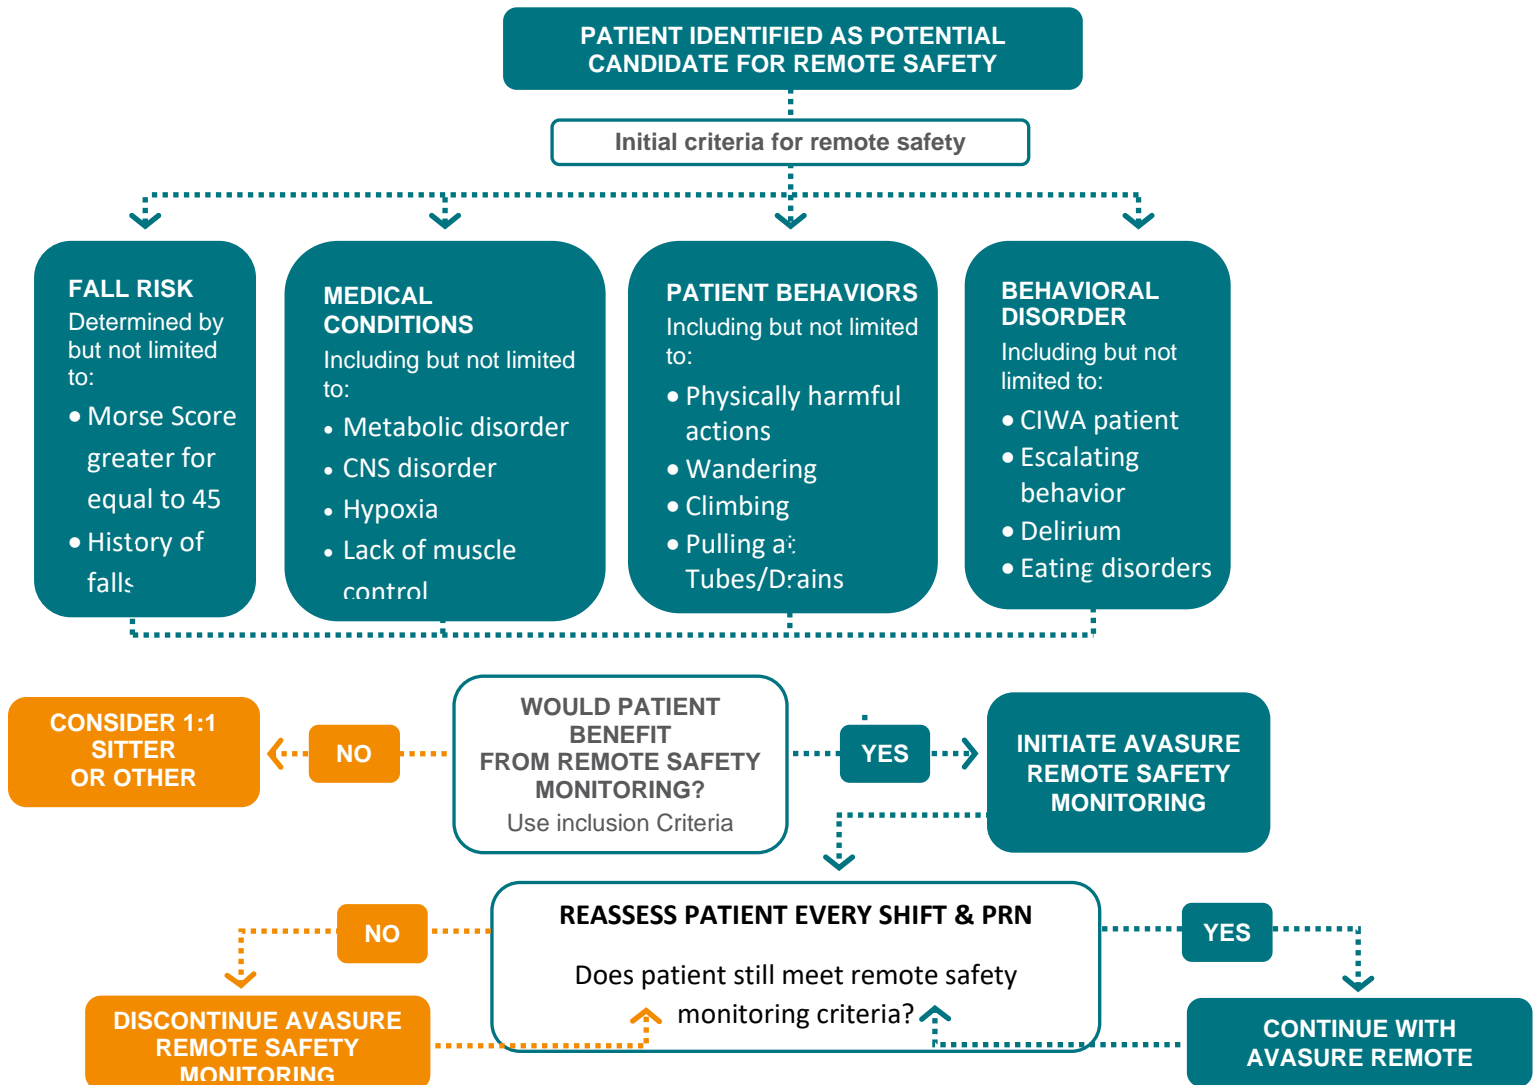 PATIENT IDENTIFIED AS POTENTIAL
CANDIDATE FOR REMOTE SAFETY
Initial criteria for remote safety
FALL RISK
Determined by
but not limited
to:
• Morse Score
greater for
equal to 45
• History of
falls
MEDICAL
CONDITIONS
Including but not limited
to:
• Metabolic disorder
• CNS disorder
• Hypoxia
• Lack of muscle
control
PATIENT BEHAVIORS
Including but not limited
to:
• Physically harmful
actions
• Wandering
• Climbing
• Pulling at
Tubes/Drains
BEHAVIORAL
DISORDER
Including but not
limited to:
• CIWA patient
• Escalating
behavior
• Delirium
• Eating disorders
CONSIDER 1:1
SITTER
OR OTHER
NO
WOULD PATIENT
BENEFIT
FROM REMOTE SAFETY
MONITORING?
Use inclusion Criteria
YES
INITIATE AVASURE
REMOTE SAFETY
MONITORING
REASSESS PATIENT EVERY SHIFT & PRN
Does patient still meet remote safety
monitoring criteria?
NO
YES
DISCONTINUE AVASURE
REMOTE SAFETY
MONITORING
CONTINUE WITH
AVASURE REMOTE